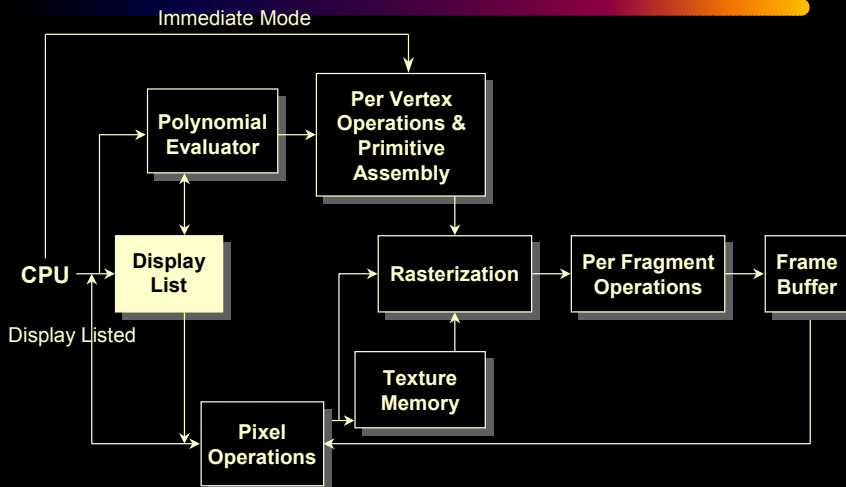 Immediate Mode
Per Vertex
Operations &
Primitive
Assembly
Polynomial
Evaluator
CPU
Display
List
Rasterization
Per Fragment
Operations
Frame
Buffer
Display Listed
Texture
Memory
Pixel
Operations